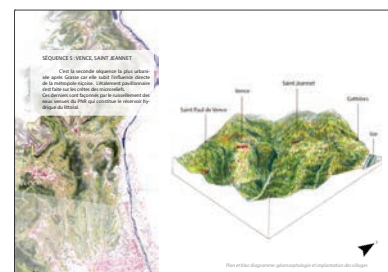 SÉQUENCE 5 : VENCE, SAINT JEANNET
C'est la seconde séquence la plus urbani-
sée après Grasse car elle subit l'influence directe
de la métropole niçoise. L'étalement pavillonnaire
s'est faite sur les crêtes des microreliefs.
Ces derniers sont façonnés par le ruissellement des
eaux venues du PNR qui constitue le réservoir hy-
drique du littoral.
Saint Jeannet
Vence
Gattières
Saint Paul de Vence
Var